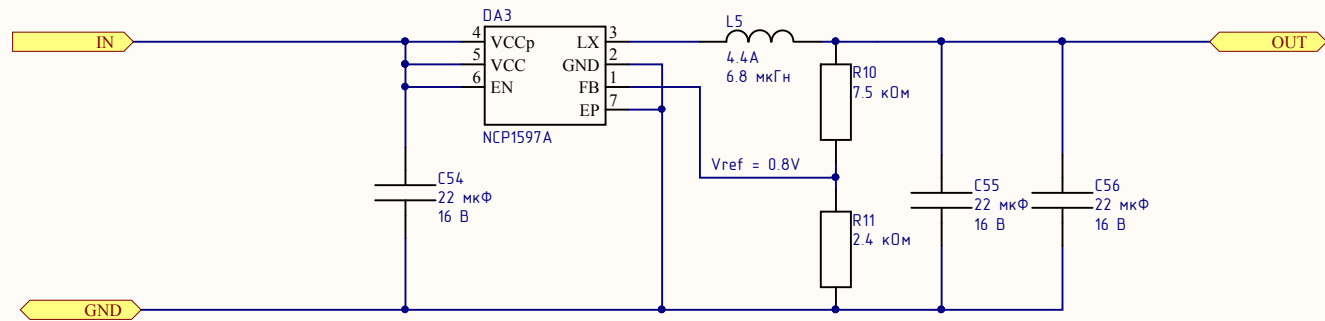 DA3
IN
4
VCCp
LX
3
5
VCC
GND
2
6
EN
FB
1
EP
7
NCP1597A
L5
4.4A
6.8 мкГн
OUT
R10
7.5 кОм
Vref = 0.8V
C54
22 мкФ
16 В
R11
2.4 кОм
C55
22 мкФ
16 В
C56
22 мкФ
16 В
GND